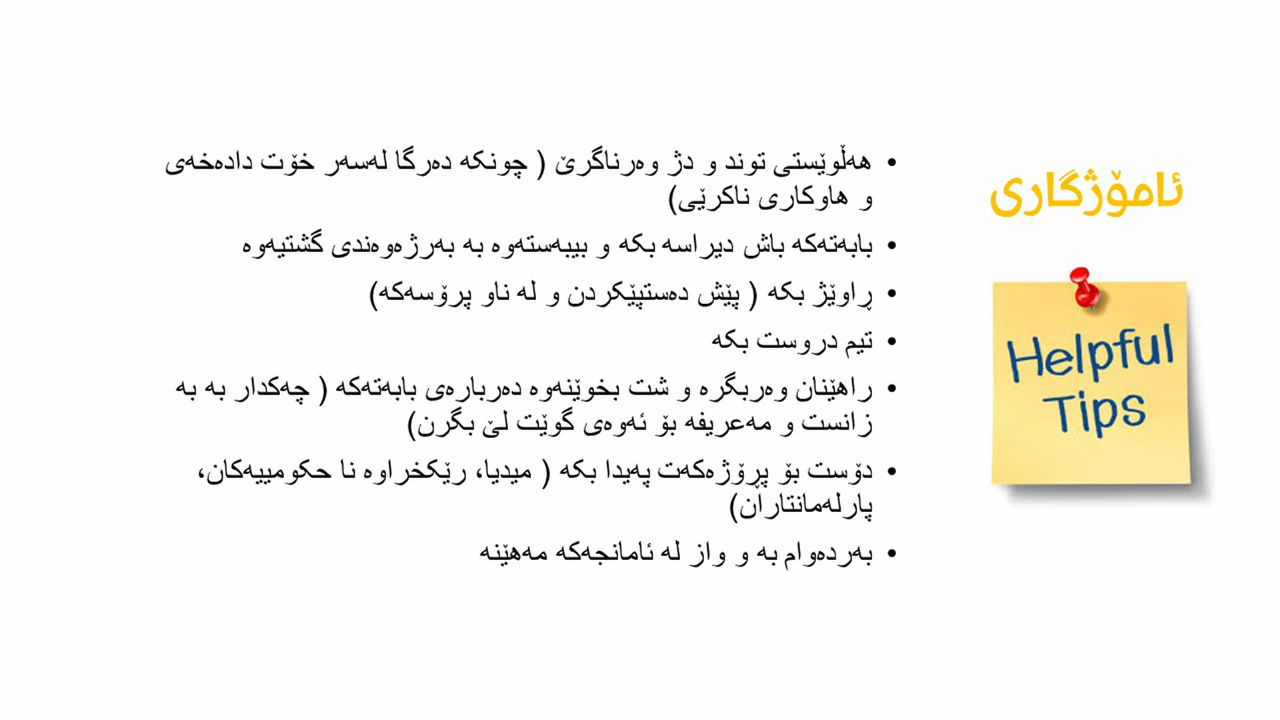 ئامۆژگاری
Helpful
Tips
• هەڵوێستی توند و دژ وەرناگرێ ( چونکە دەرگا لەسەر خۆت دادەخەی
و هاوکاری ناکرێی)
• بابەتەکە باش دیراسە بکە و بیبەستەوە بە بەرژەوەندی گشتیەوە
• ڕاوێژ بکە ( پێش دەستپێکردن و لە ناو پرۆسەکە)
• تیم دروست بکە
• راهێنان وەربگرە و شت بخوێنەوە دەربارەی بابەتەکە ( چەکدار بە بە
زانست و مەعریفە بۆ ئەوەی گوێت لێ بگرن)
• دۆست بۆ پڕۆژەکەت پەیدا بکە ( میدیا، رێکخراوە نا حکومییەکان،
پارلەمانتاران)
• بەردەوام بە و واز لە ئامانجەکە مەهێنە